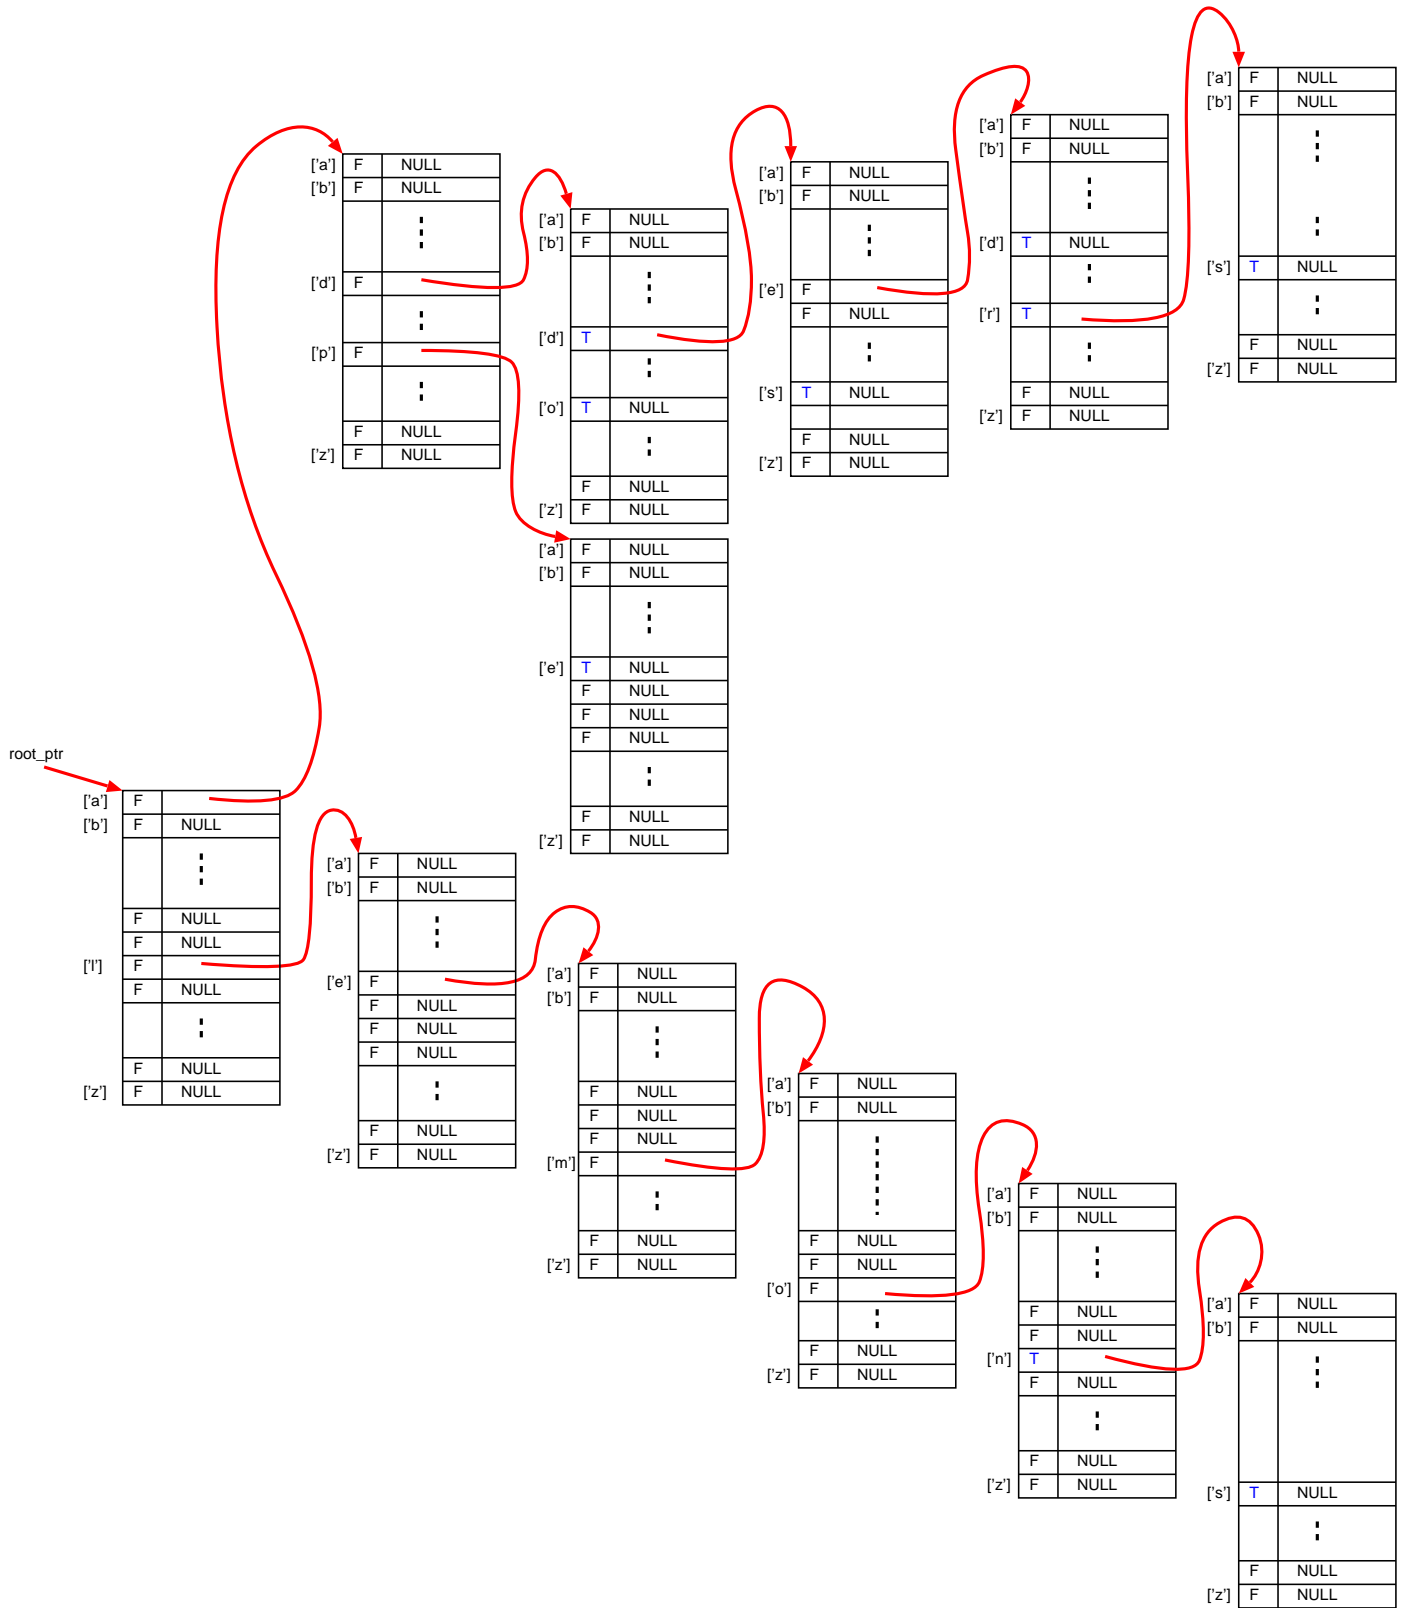 ['a'] F NULL
['b'] F NULL
['s'] T NULL
F NULL
['z'] F NULL
['a'] F NULL
['b'] F NULL
['d'] T NULL
['r'] T
F NULL
['z'] F NULL
['a'] F NULL
['b'] F NULL
['e'] F
F NULL
['s'] T NULL
F NULL
['z'] F NULL
['a'] F NULL
['b'] F NULL
['d'] F
['p'] F
F NULL
['z'] F NULL
['a'] F NULL
['b'] F NULL
['d'] T
['o'] T NULL
F NULL
['z'] F NULL
['a'] F NULL
['b'] F NULL
['e'] T NULL
F NULL
F NULL
F NULL
F NULL
['z'] F NULL
root_ptr
['a'] F
['b'] F NULL
F NULL
F NULL
['l'] F
F NULL
F NULL
['z'] F NULL
['a'] F NULL
['b'] F NULL
['e'] F
F NULL
F NULL
F NULL
F NULL
['z'] F NULL
['a'] F NULL
['b'] F NULL
F NULL
F NULL
F NULL
['m'] F
F NULL
['z'] F NULL
['a'] F NULL
['b'] F NULL
F NULL
F NULL
['o'] F
F NULL
['z'] F NULL
['a'] F NULL
['b'] F NULL
F NULL
F NULL
['n'] T
F NULL
F NULL
['z'] F NULL
['a'] F NULL
['b'] F NULL
['s'] T NULL
F NULL
['z'] F NULL